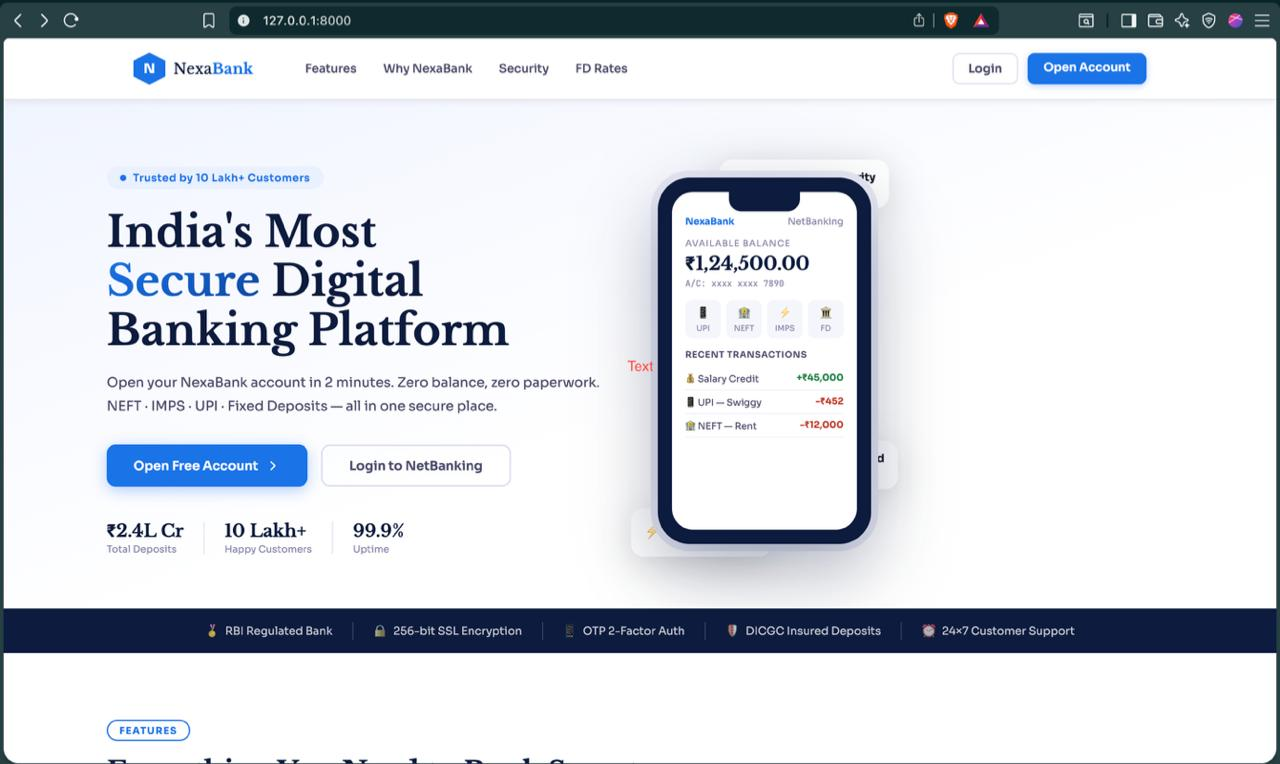 127.0.0.1:8000
N NexaBank
Features Why NexaBank Security FD Rates
Login Open Account
Trusted by 10 Lakh+ Customers
India's Most
Secure Digital
Banking Platform
Open your NexaBank account in 2 minutes. Zero balance, zero paperwork.
NEFT · IMPS · UPI · Fixed Deposits — all in one secure place.
Open Free Account
Login to NetBanking
₹2.4L Cr
Total Deposits
10 Lakh+
Happy Customers
99.9%
Uptime
Text
NexaBank NetBanking
AVAILABLE BALANCE
₹1,24,500.00
A/C: xxxx xxxx 7890
UPI NEFT IMPS FD
RECENT TRANSACTIONS
Salary Credit +₹45,000
UPI — Swiggy -₹452
NEFT — Rent -₹12,000
RBI Regulated Bank 256-bit SSL Encryption OTP 2-Factor Auth DICGC Insured Deposits 24×7 Customer Support
FEATURES